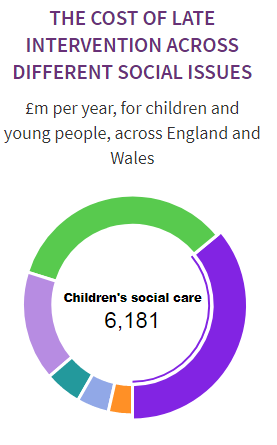 THE COST OF LATE
INTERVENTION ACROSS
DIFFERENT SOCIAL ISSUES
£m per year, for children and
young people, across England and
Wales
Children's social care
6,181